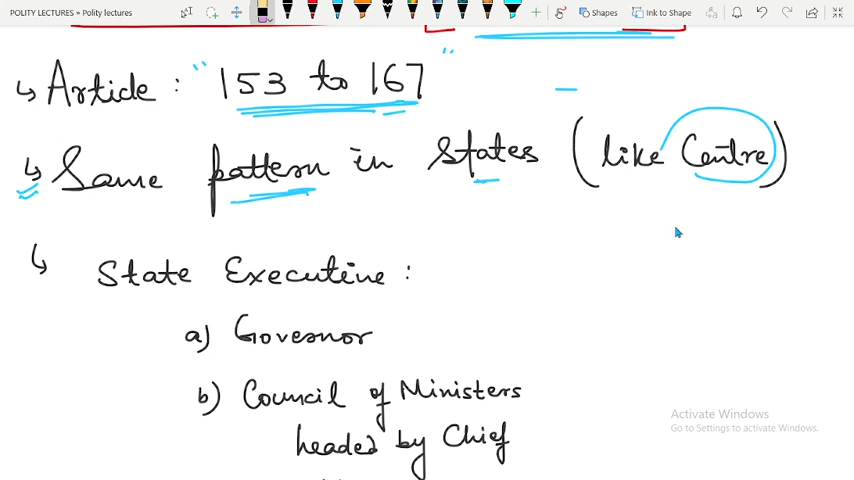 POLITY LECTURES » Polity lectures
Shapes
Ink to Shape
↳ Article : "153 to 167"
↳ Same pattern in states (like Centre)
↳ State Executive :
a) Governor
b) Council of Ministers
headed by Chief
Activate Windows
Go to Settings to activate Windows.